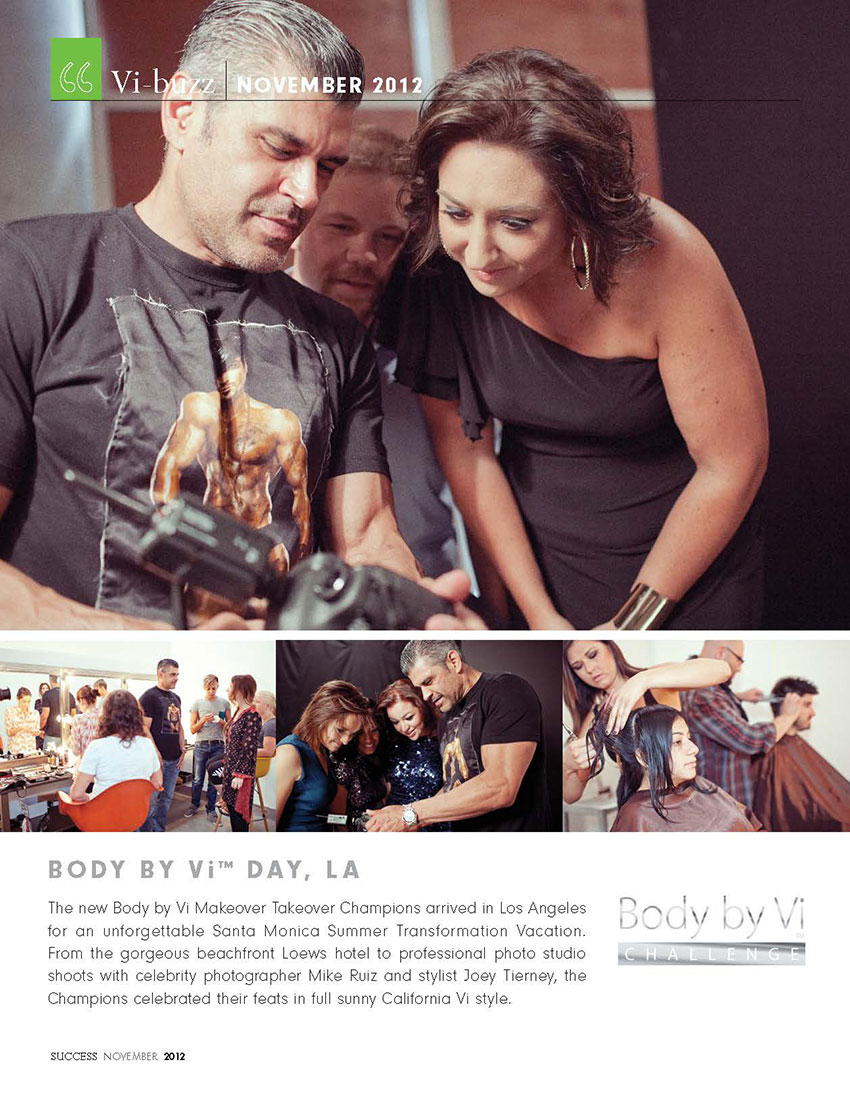 Vi-buzz | NOVEMBER 2012
BODY BY Vi™ DAY, LA
The new Body by Vi Makeover Takeover Champions arrived in Los Angeles
for an unforgettable Santa Monica Summer Transformation Vacation.
From the gorgeous beachfront Loews hotel to professional photo studio
shoots with celebrity photographer Mike Ruiz and stylist Joey Tierney, the
Champions celebrated their feats in full sunny California Vi style.
Body by Vi
SM
CHALLENGE
SUCCESS NOVEMBER 2012